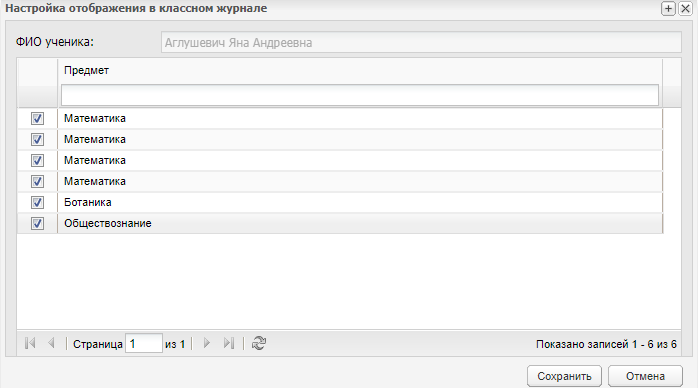 Настройка отображения в классном журнале
ФИО ученика: Аглушевич Яна Андреевна
Предмет
Математика
Математика
Математика
Математика
Ботаника
Обществознание
Страница 1 из 1 Показано записей 1 - 6 из 6
Сохранить Отмена